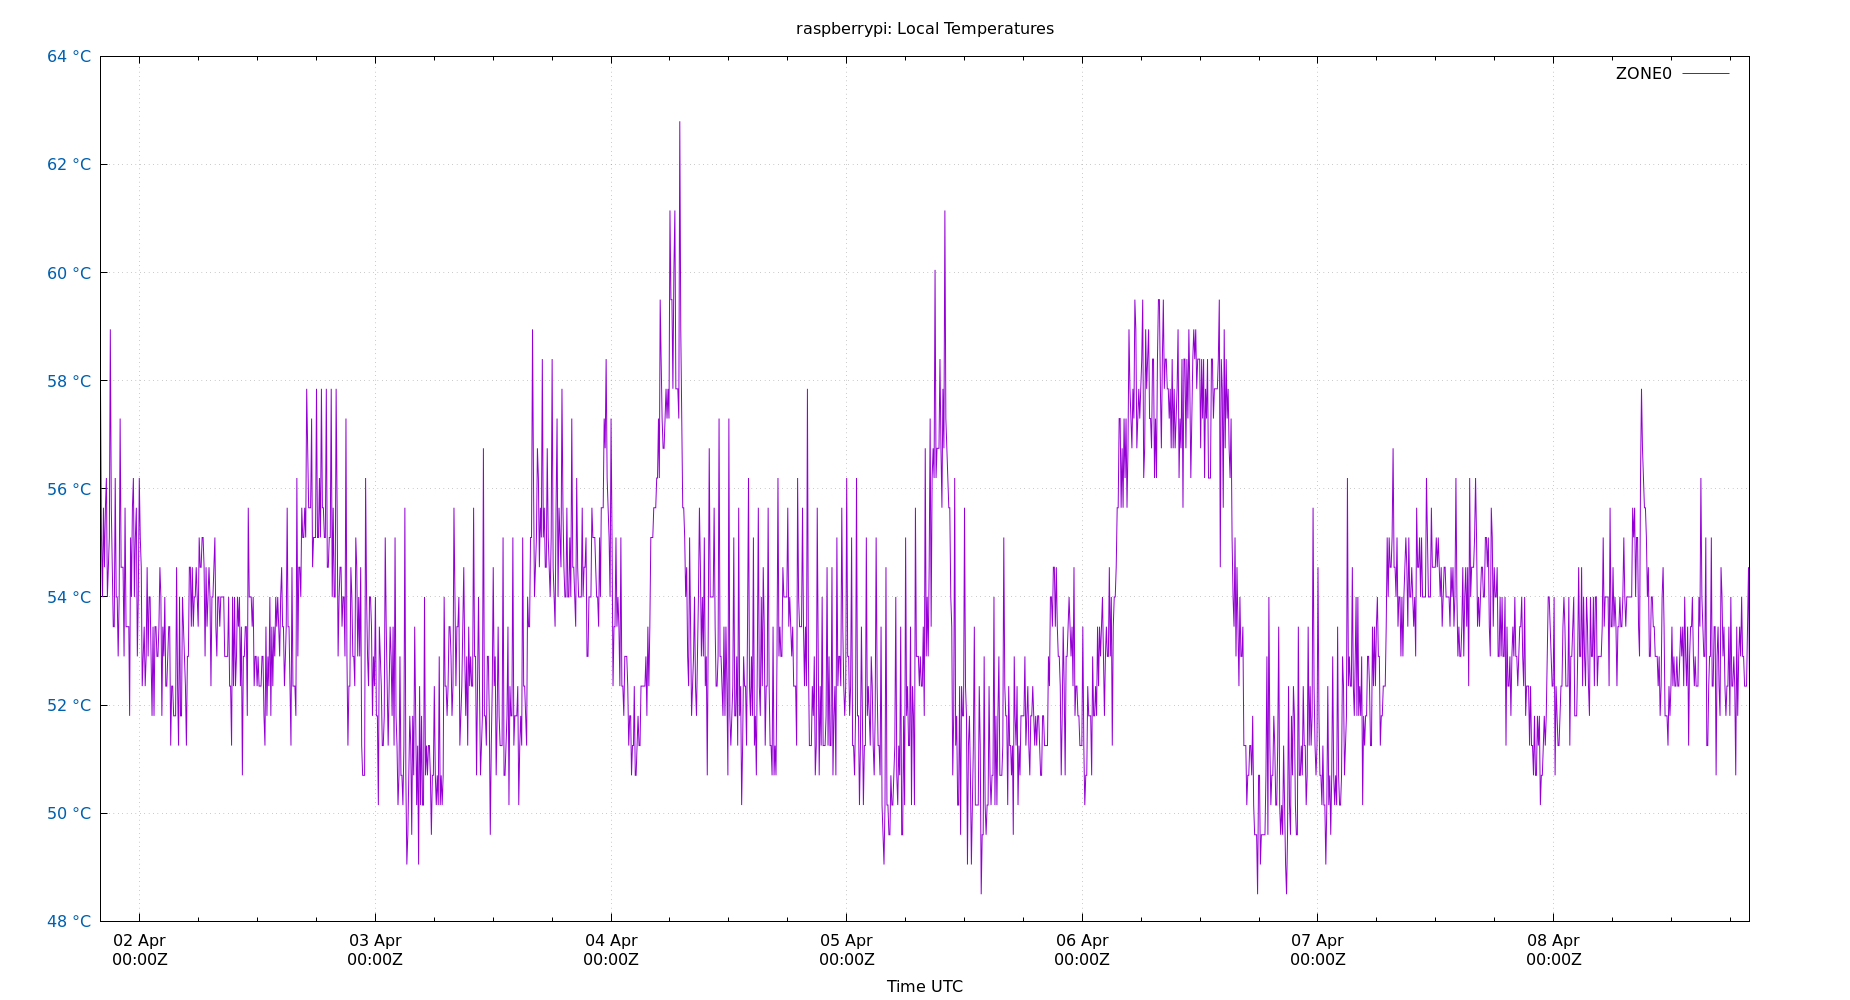 raspberrypi: Local Temperatures
64 °C
ZONE0
62 °C
60 °C
58 °C
56 °C
54 °C
52 °C
50 °C
48 °C
02 Apr 03 Apr 04 Apr 05 Apr 06 Apr 07 Apr 08 Apr
00:00Z 00:00Z 00:00Z 00:00Z 00:00Z 00:00Z 00:00Z
Time UTC